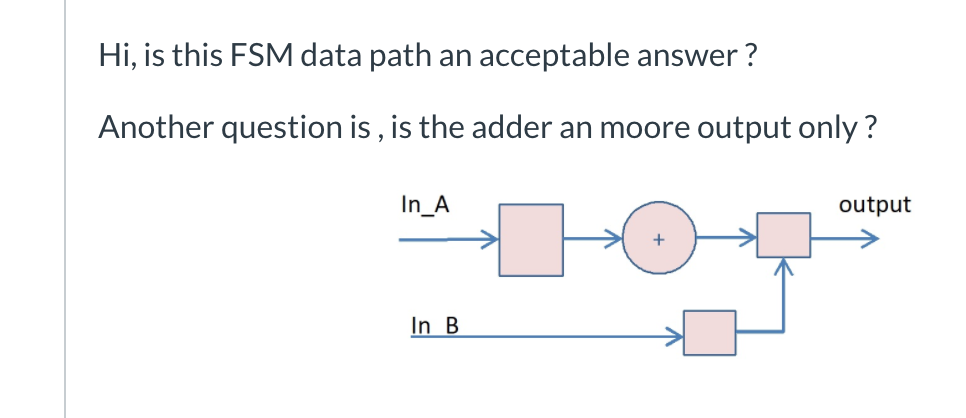 Hi, is this FSM data path an acceptable answer ?
Another question is , is the adder an moore output only ?
In_A
output
+
In_B